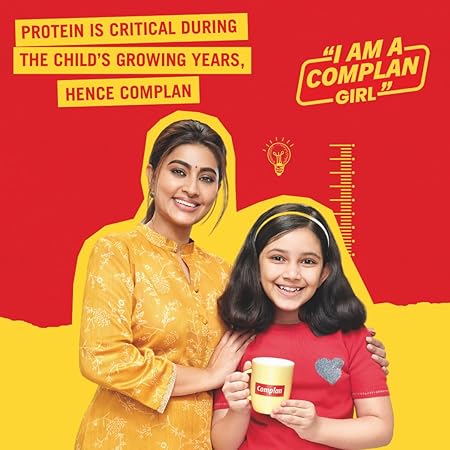 PROTEIN IS CRITICAL DURING
THE CHILD'S GROWING YEARS,
HENCE COMPLAN
"I AM A
COMPLAN
GIRL"
Complan